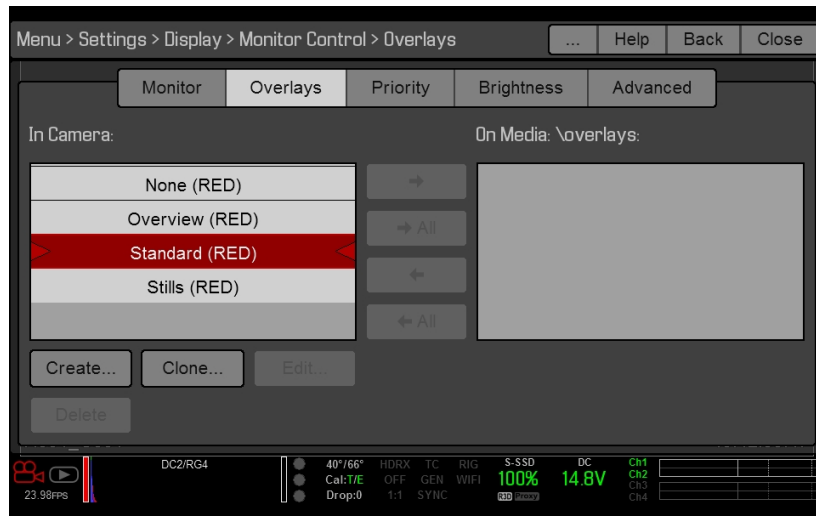 Menu > Settings > Display > Monitor Control > Overlays
...
Help
Back
Close
Monitor
Overlays
Priority
Brightness
Advanced
In Camera:
On Media: \overlays:
None (RED)
Overview (RED)
Standard (RED)
Stills (RED)
→
→ All
←
← All
Create...
Clone...
Edit...
Delete
DC2/RG4
23.98FPS
40°/66°
Cal:T/E
Drop:0
HDRX TC RIG
OFF GEN WIFI
1:1 SYNC
S-SSD
100%
R3D Proxy
DC
14.8V
Ch1
Ch2
Ch3
Ch4